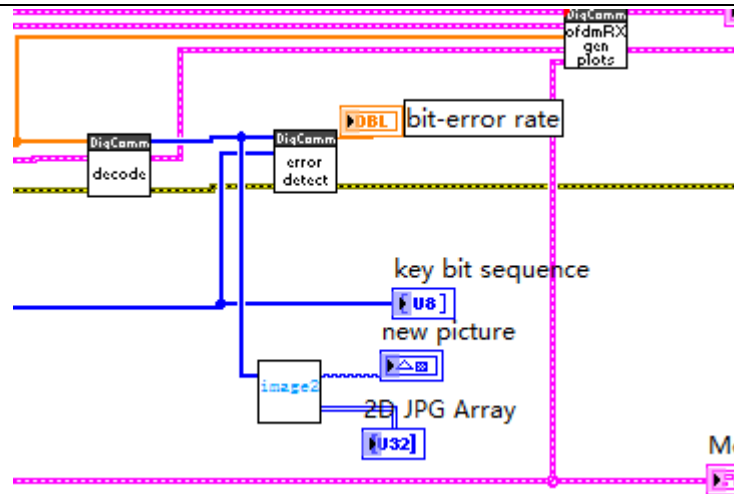 DigComm
ofdmRX
gen
plots
DBL
bit-error rate
DigComm
decode
DigComm
error
detect
key bit sequence
U8
new picture
image2
2D JPG Array
U32